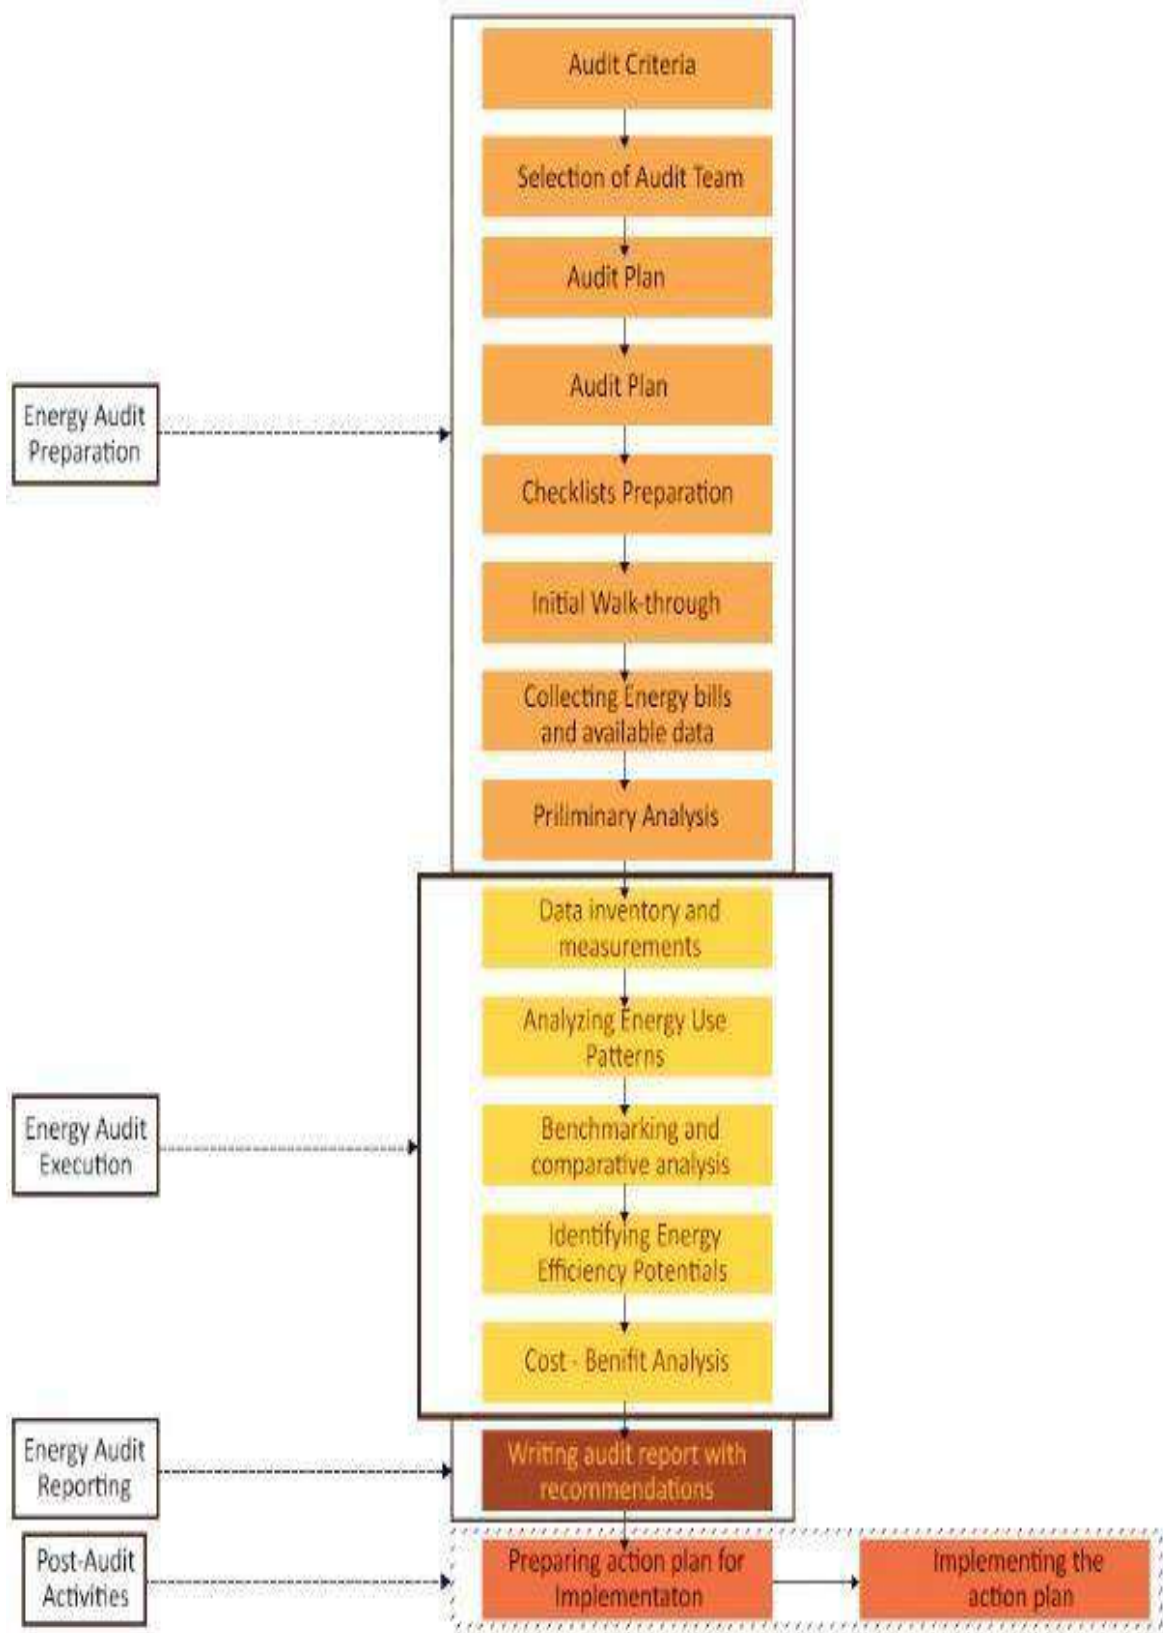 Audit Criteria
Selection of Audit Team
Audit Plan
Audit Plan
Energy Audit
Preparation
Checklists Preparation
Initial Walk-through
Collecting Energy bills
and available data
Priliminary Analysis
Data inventory and
measurements
Analyzing Energy Use
Patterns
Energy Audit
Execution
Benchmarking and
comparative analysis
Identifying Energy
Efficiency Potentials
Cost - Benifit Analysis
Energy Audit
Reporting
Writing audit report with
recommendations
Post-Audit
Activities
Preparing action plan for
Implementaton
Implementing the
action plan